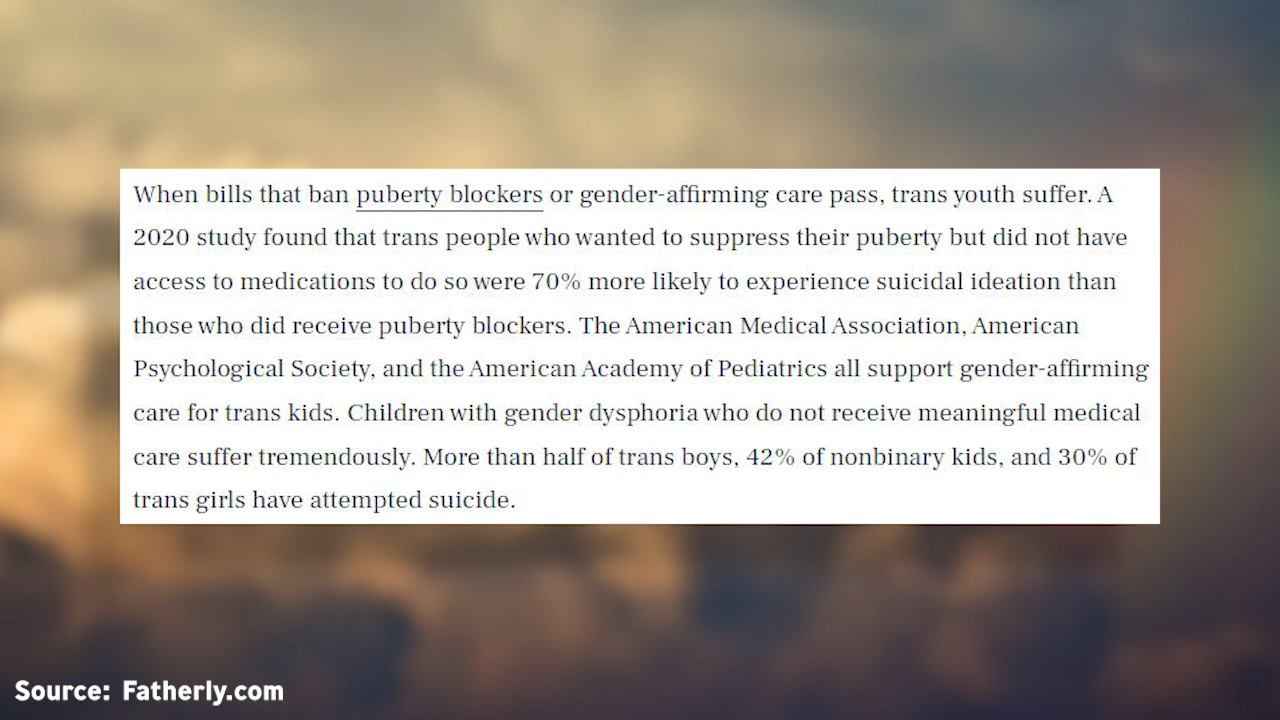 When bills that ban puberty blockers or gender-affirming care pass, trans youth suffer. A
2020 study found that trans people who wanted to suppress their puberty but did not have
access to medications to do so were 70% more likely to experience suicidal ideation than
those who did receive puberty blockers. The American Medical Association, American
Psychological Society, and the American Academy of Pediatrics all support gender-affirming
care for trans kids. Children with gender dysphoria who do not receive meaningful medical
care suffer tremendously. More than half of trans boys, 42% of nonbinary kids, and 30% of
trans girls have attempted suicide.
Source: Fatherly.com